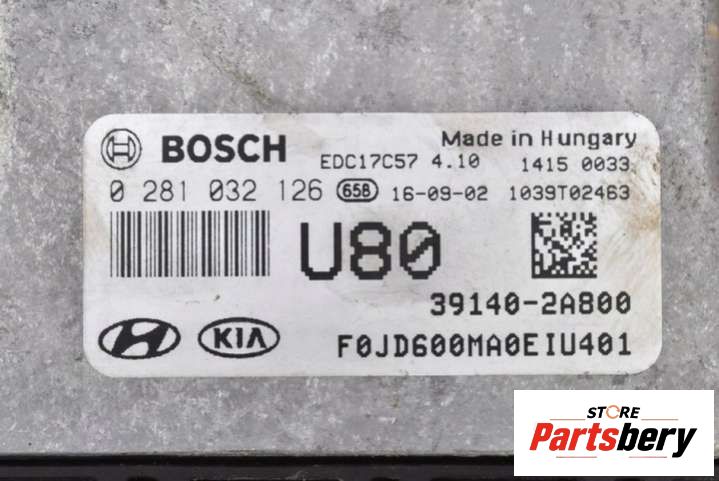 BOSCH
Made in Hungary
EDC17C57 4.10
1415 0033
0 281 032 126 65B 16-09-02 1039T02463
U80
39140-2A800
KIA
F0JD600MA0EIU401
STORE
Partsbery